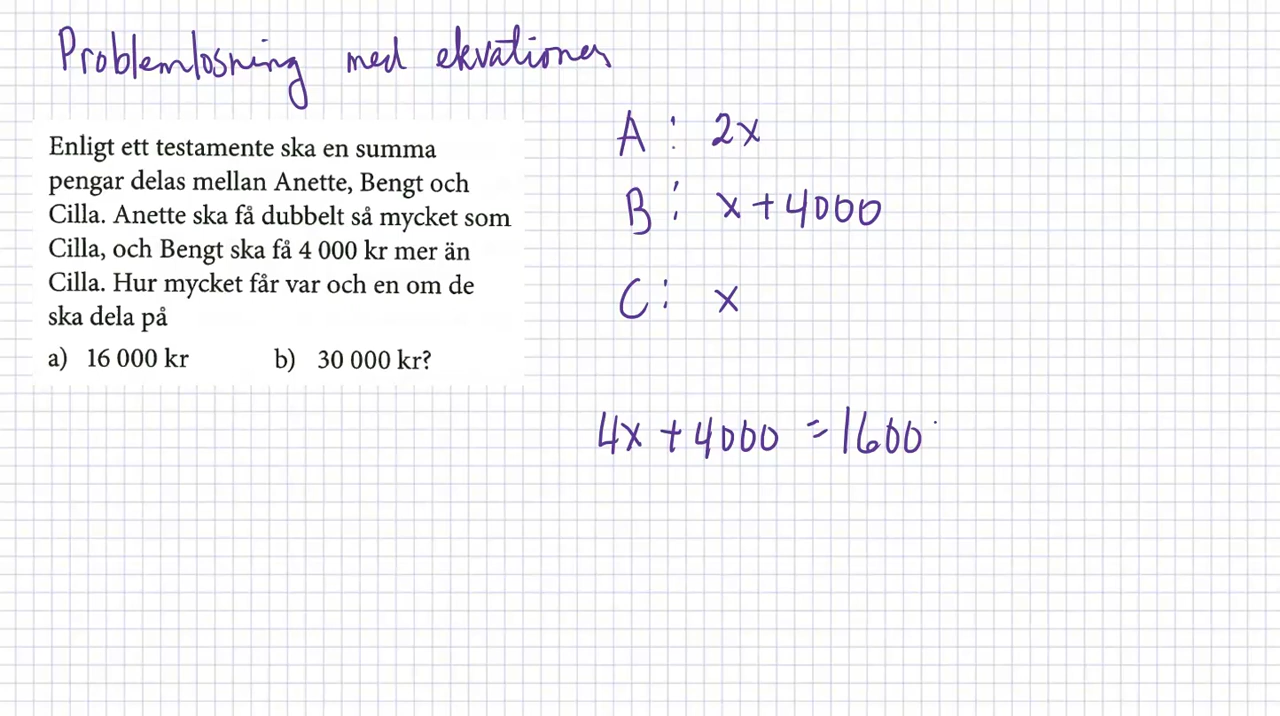 Problemlosning med ekvationer
Enligt ett testamente ska en summa
pengar delas mellan Anette, Bengt och
Cilla. Anette ska få dubbelt så mycket som
Cilla, och Bengt ska få 4 000 kr mer än
Cilla. Hur mycket får var och en om de
ska dela på
a) 16 000 kr b) 30 000 kr?
A: 2x
B: x+4000
C: x
4x+4000=1600